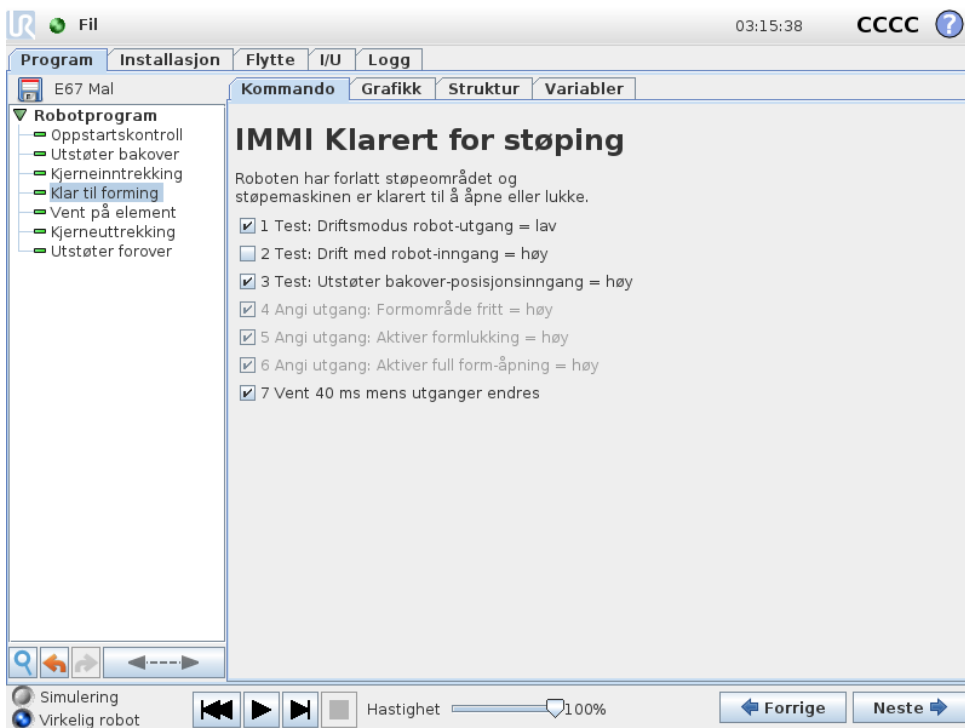 Fil
03:15:38
CCCC
?
Program Installasjon Flytte I/U Logg
E67 Mal
Kommando Grafikk Struktur Variabler
Robotprogram
Oppstartskontroll
Utstøter bakover
Kjerneinntrekking
Klar til forming
Vent på element
Kjerneuttrekking
Utstøter forover
IMMI Klarert for støping
Roboten har forlatt støpeområdet og
støpemaskinen er klarert til å åpne eller lukke.
1 Test: Driftsmodus robot-utgang = lav
2 Test: Drift med robot-inngang = høy
3 Test: Utstøter bakover-posisjonsinngang = høy
4 Angi utgang: Formområde fritt = høy
5 Angi utgang: Aktiver formlukking = høy
6 Angi utgang: Aktiver full form-åpning = høy
7 Vent 40 ms mens utganger endres
Simulering
Virkelig robot
Hastighet 100%
Forrige
Neste